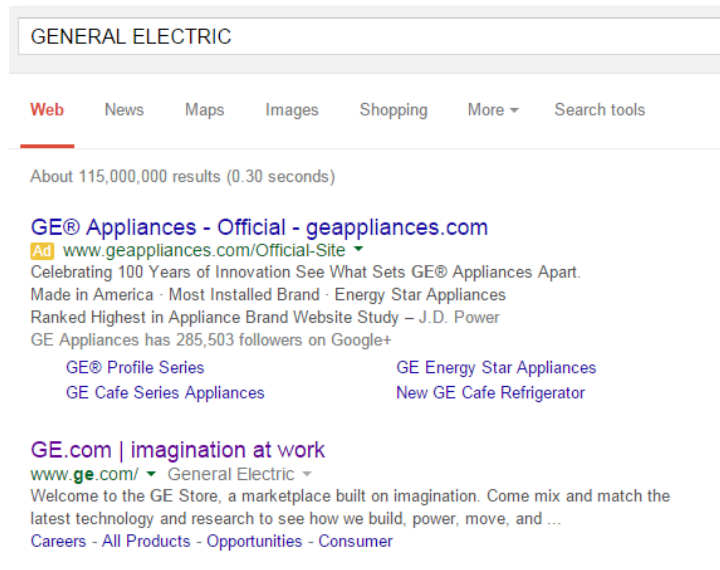 GENERAL ELECTRIC
Web News Maps Images Shopping More Search tools
About 115,000,000 results (0.30 seconds)
GE® Appliances - Official - geappliances.com
Ad www.geappliances.com/Official-Site
Celebrating 100 Years of Innovation See What Sets GE® Appliances Apart.
Made in America · Most Installed Brand · Energy Star Appliances
Ranked Highest in Appliance Brand Website Study – J.D. Power
GE Appliances has 285,503 followers on Google+
GE® Profile Series GE Energy Star Appliances
GE Cafe Series Appliances New GE Cafe Refrigerator
GE.com | imagination at work
www.ge.com/ General Electric
Welcome to the GE Store, a marketplace built on imagination. Come mix and match the
latest technology and research to see how we build, power, move, and ...
Careers - All Products - Opportunities - Consumer